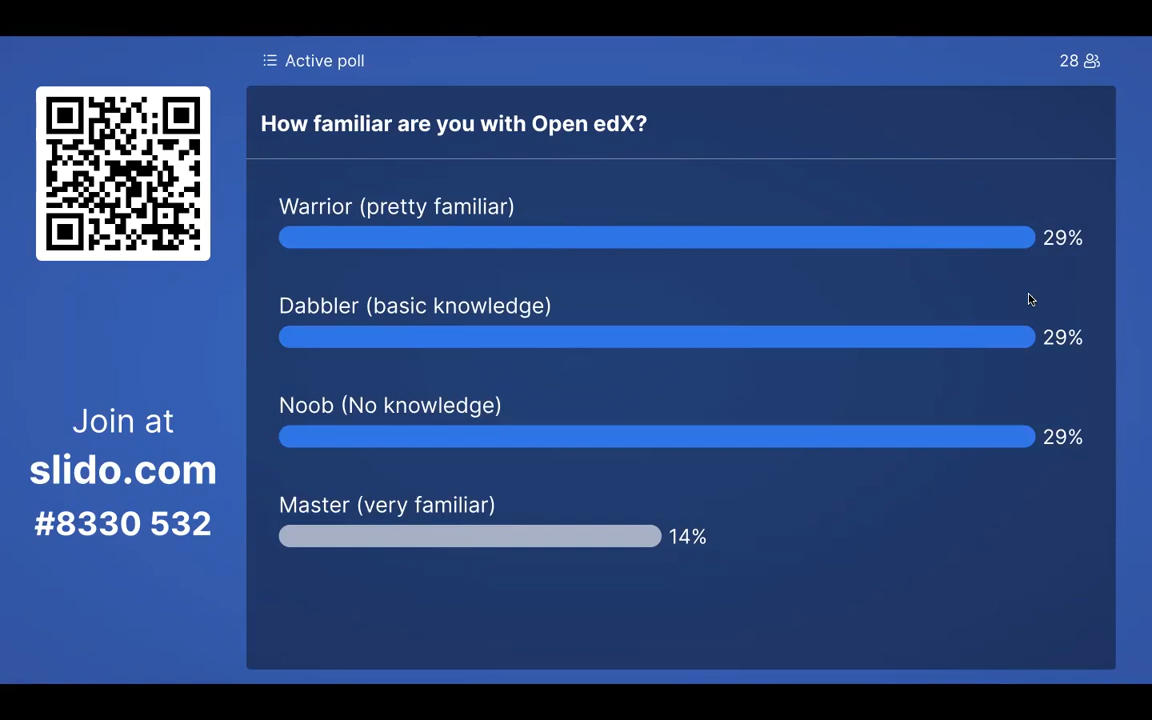 Active poll
28
How familiar are you with Open edX?
Warrior (pretty familiar)
29%
Dabbler (basic knowledge)
29%
Noob (No knowledge)
29%
Master (very familiar)
14%
Join at
slido.com
#8330 532